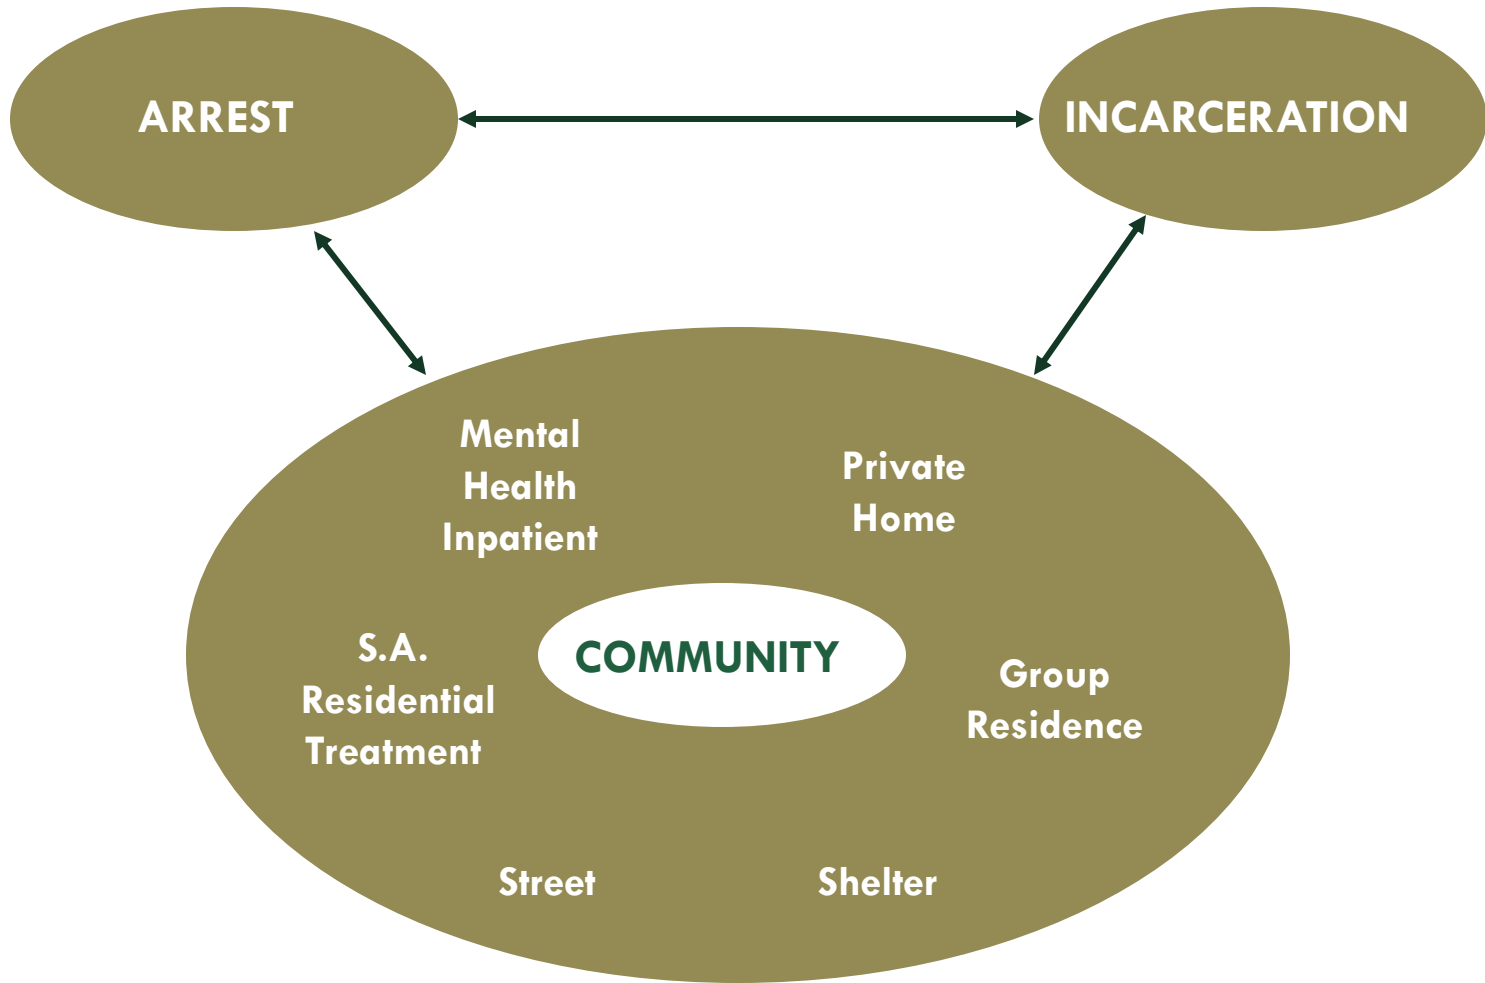 ARREST
INCARCERATION
Mental
Health
Inpatient
Private
Home
S.A.
Residential
Treatment
COMMUNITY
Group
Residence
Street
Shelter